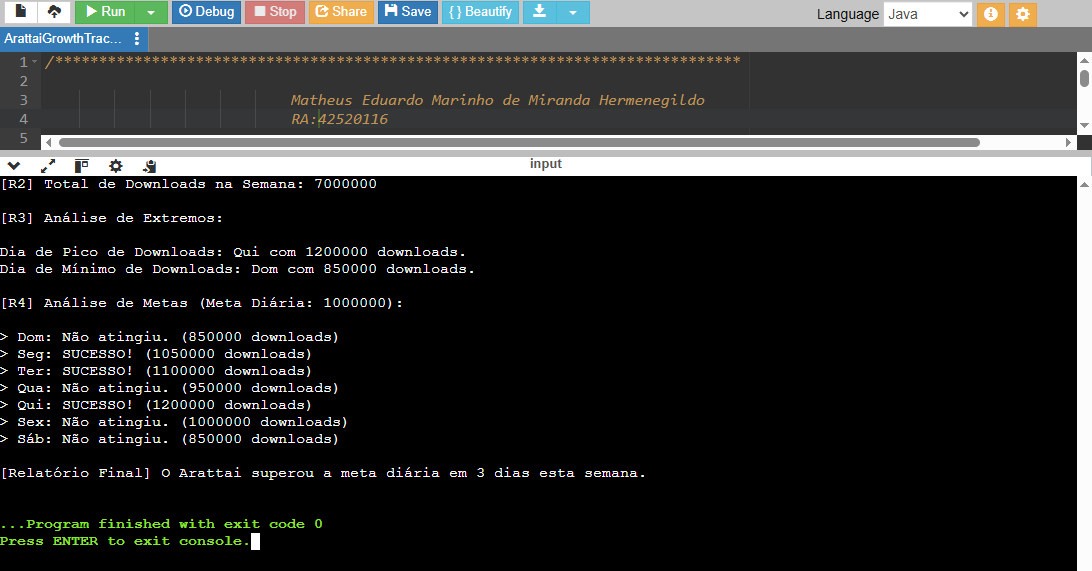 Run Debug Stop Share Save { } Beautify Language Java
ArattaiGrowthTrac...
1 /******************************************************************************
2
3 Matheus Eduardo Marinho de Miranda Hermenegildo
4 RA:42520116
5
input
[R2] Total de Downloads na Semana: 7000000
[R3] Análise de Extremos:
Dia de Pico de Downloads: Qui com 1200000 downloads.
Dia de Mínimo de Downloads: Dom com 850000 downloads.
[R4] Análise de Metas (Meta Diária: 1000000):
> Dom: Não atingiu. (850000 downloads)
> Seg: SUCESSO! (1050000 downloads)
> Ter: SUCESSO! (1100000 downloads)
> Qua: Não atingiu. (950000 downloads)
> Qui: SUCESSO! (1200000 downloads)
> Sex: Não atingiu. (1000000 downloads)
> Sáb: Não atingiu. (850000 downloads)
[Relatório Final] O Arattai superou a meta diária em 3 dias esta semana.
...Program finished with exit code 0
Press ENTER to exit console.